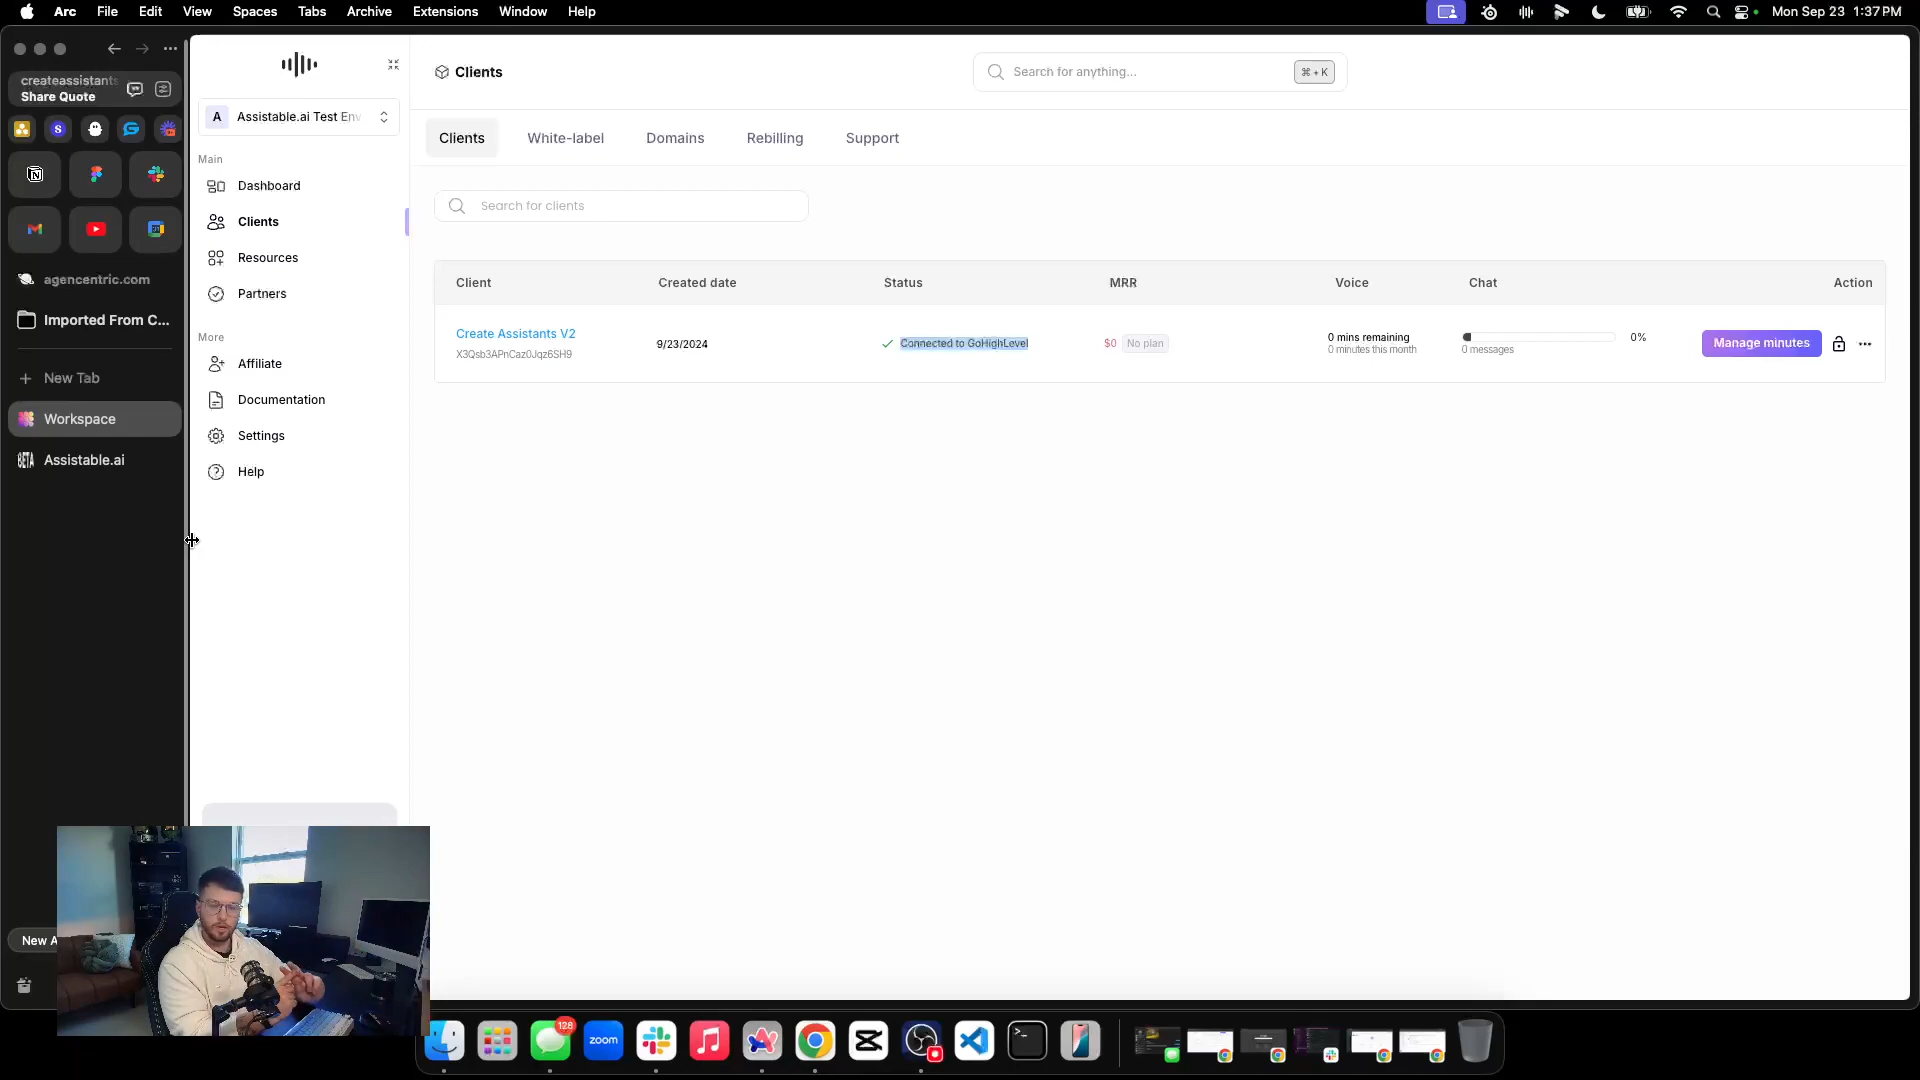 Arc File Edit View Spaces Tabs Archive Extensions Window Help Mon Sep 23 1:37 PM
createassistants
Share Quote
agencentric.com
Imported From C...
New Tab
Workspace
Assistable.ai
New A
A Assistable.ai Test Env
Main
Dashboard
Clients
Resources
Partners
More
Affiliate
Documentation
Settings
Help
Clients
Search for anything... ⌘ + K
Clients White-label Domains Rebilling Support
Search for clients
Client Created date Status MRR Voice Chat Action
Create Assistants V2
X3Qsb3APnCaz0Jqz6SH9
9/23/2024
Connected to GoHighLevel
$0 No plan
0 mins remaining
0 minutes this month
0%
0 messages
Manage minutes
128
zoom